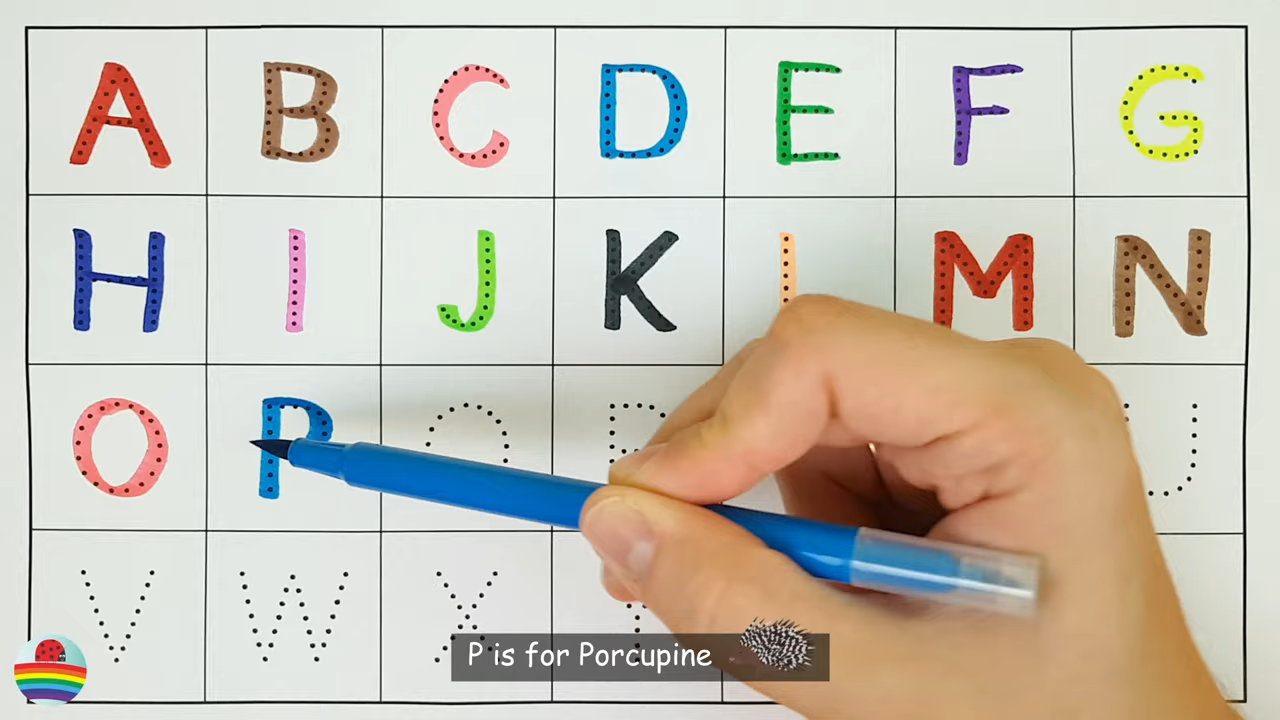 A B C D E F G
H I J K L M N
O P Q R U
V W X Y
P is for Porcupine